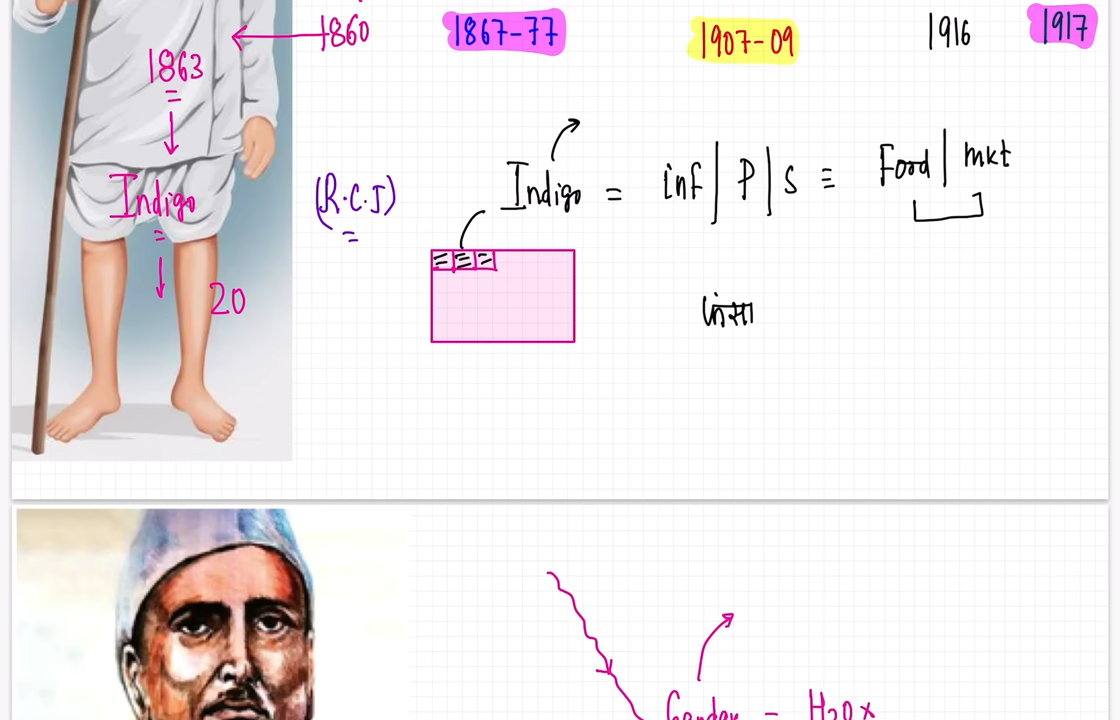 1860
1867-77
1907-09
1916
1917
1863
Indigo
20
(R.C.J)
Indigo = inf | P | S ≡ Food | mkt
H2O x